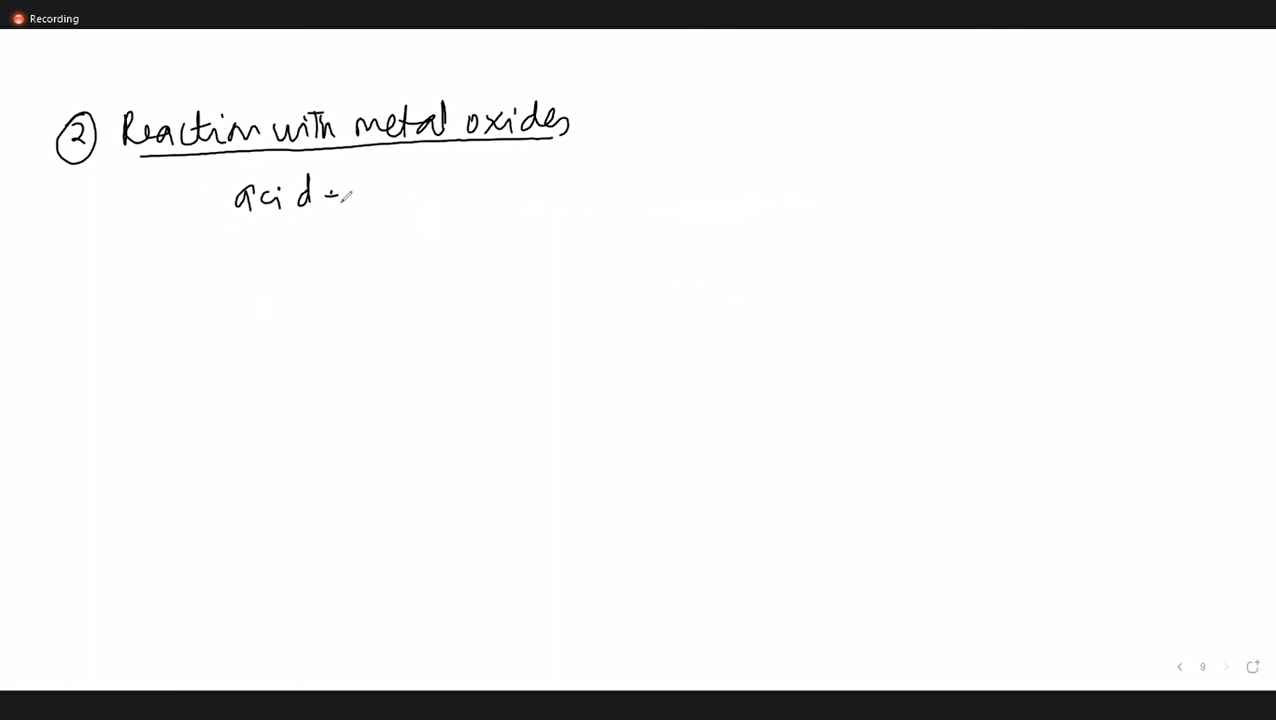 Recording
② Reaction with metal oxides
acid +
9